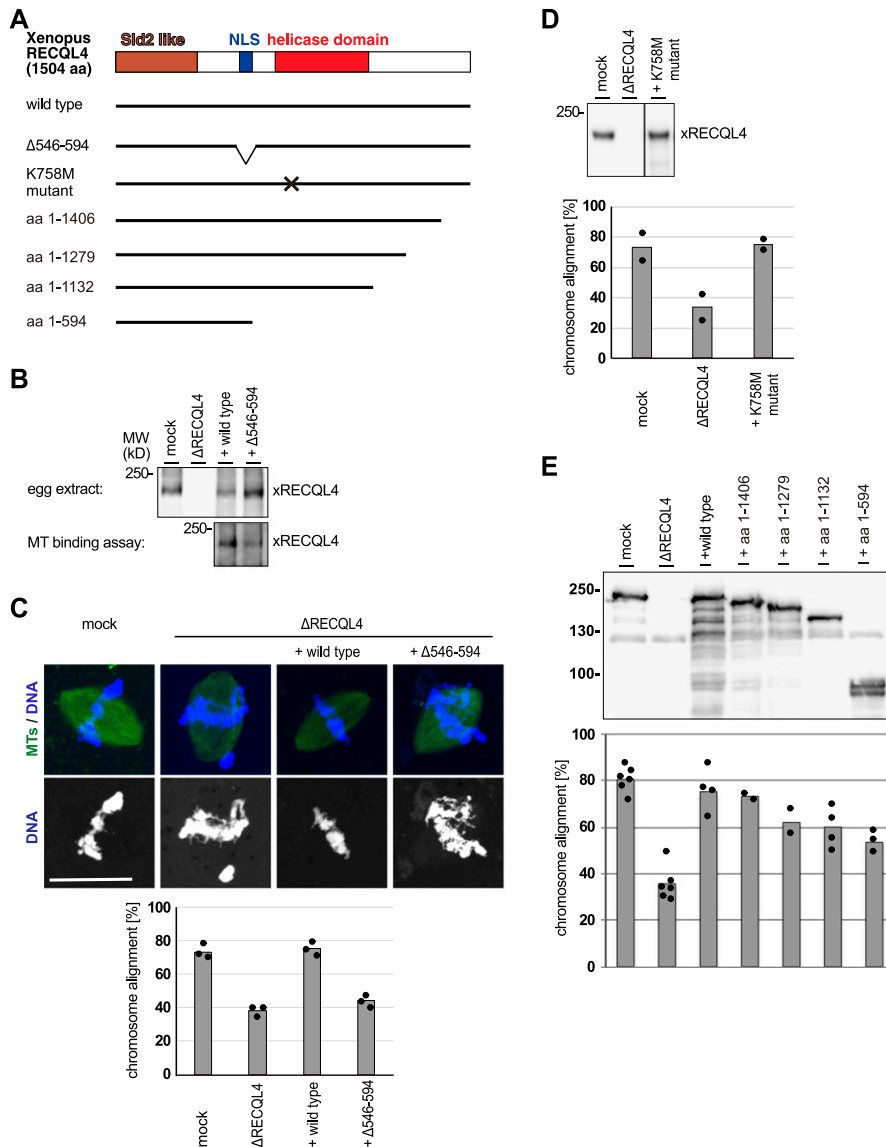 A
Xenopus
RECQL4
(1504 aa)
Sld2 like
NLS
helicase domain
wild type
Δ546-594
K758M
mutant
aa 1-1406
aa 1-1279
aa 1-1132
aa 1-594
B
MW
(kD)
mock
ΔRECQL4
+ wild type
+ Δ546-594
250-
egg extract:
xRECQL4
250-
MT binding assay:
xRECQL4
C
mock
ΔRECQL4
+ wild type
+ Δ546-594
MTs / DNA
DNA
chromosome alignment [%]
100
80
60
40
20
0
mock
ΔRECQL4
+ wild type
+ Δ546-594
D
mock
ΔRECQL4
+ K758M
mutant
250-
xRECQL4
chromosome alignment [%]
100
80
60
40
20
0
mock
ΔRECQL4
+ K758M
mutant
E
mock
ΔRECQL4
+wild type
+ aa 1-1406
+ aa 1-1279
+ aa 1-1132
+ aa 1-594
250-
130-
100-
chromosome alignment [%]
100
80
60
40
20
0